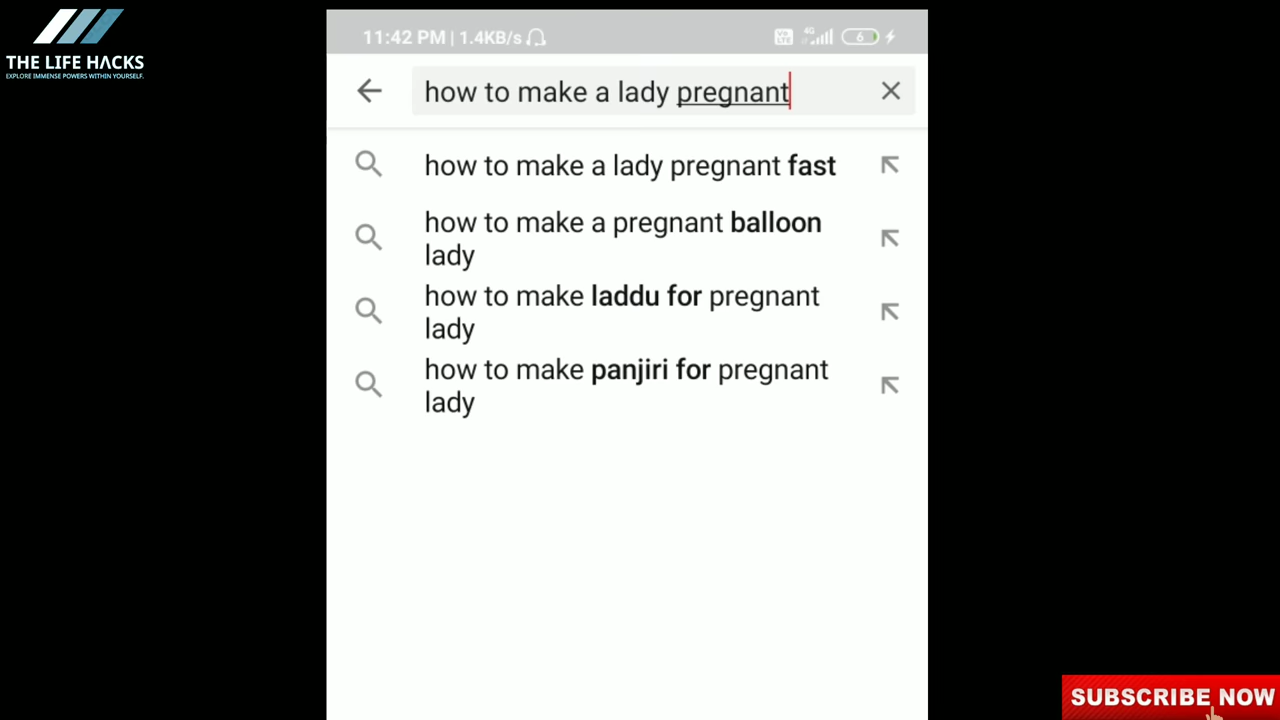 THE LIFE HACKS
EXPLORE IMMENSE POWERS WITHIN YOURSELF.
11:42 PM | 1.4KB/s
4G
6
how to make a lady pregnant
how to make a lady pregnant fast
how to make a pregnant balloon
lady
how to make laddu for pregnant
lady
how to make panjiri for pregnant
lady
SUBSCRIBE NOW